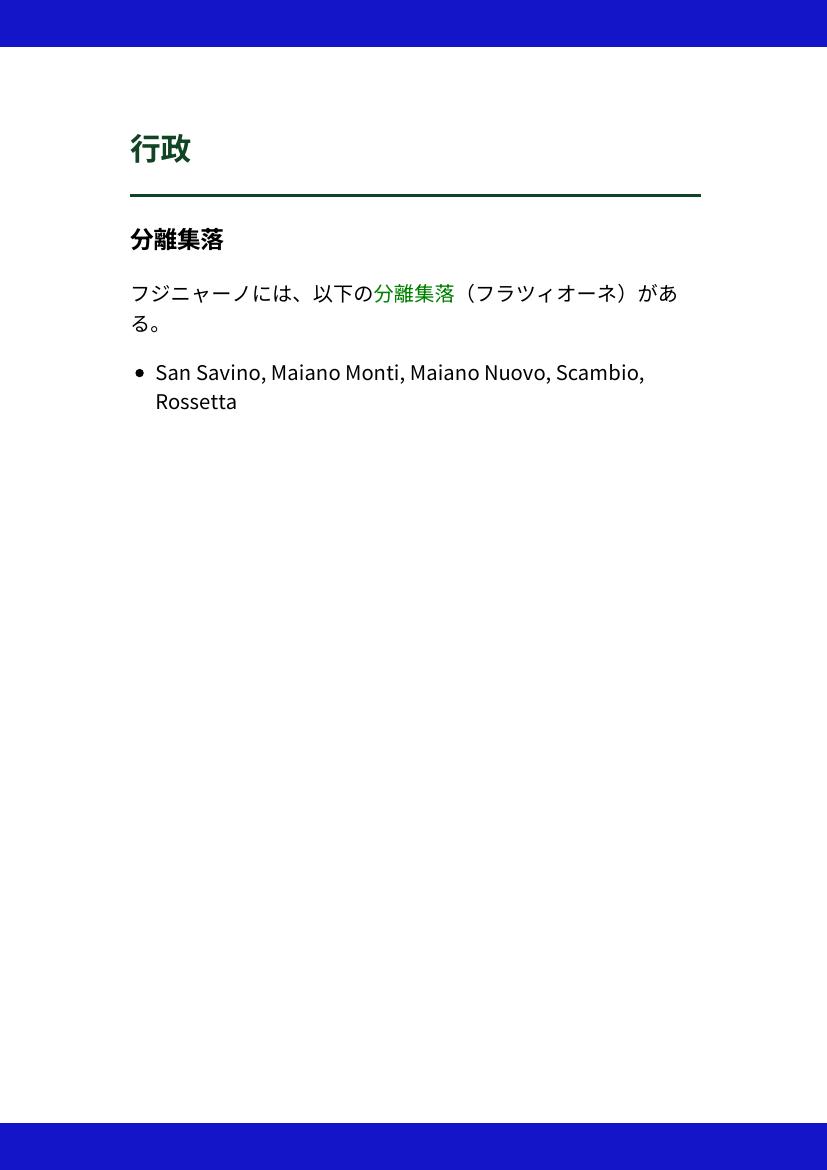 行政
分離集落
フジニャーノには、以下の分離集落（フラツィオーネ）があ
る。
San Savino, Maiano Monti, Maiano Nuovo, Scambio,
Rossetta